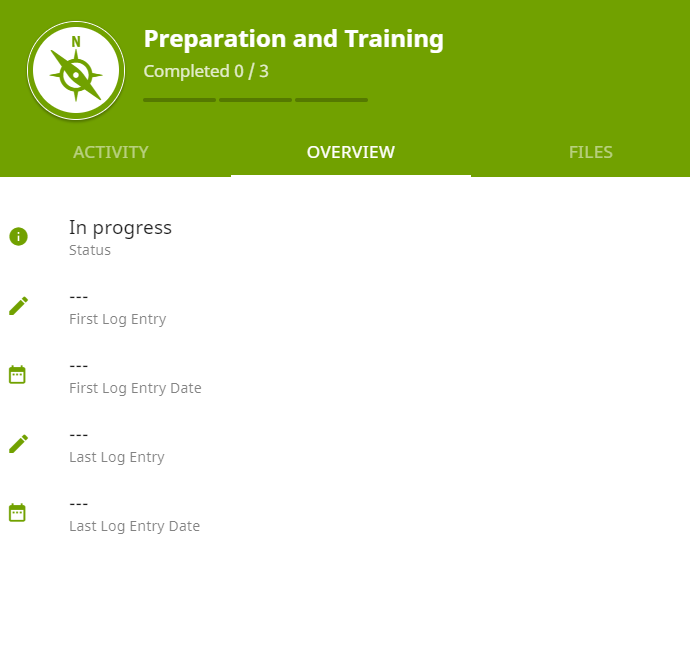 N
Preparation and Training
Completed 0 / 3
ACTIVITY OVERVIEW FILES
In progress
Status
---
First Log Entry
---
First Log Entry Date
---
Last Log Entry
---
Last Log Entry Date